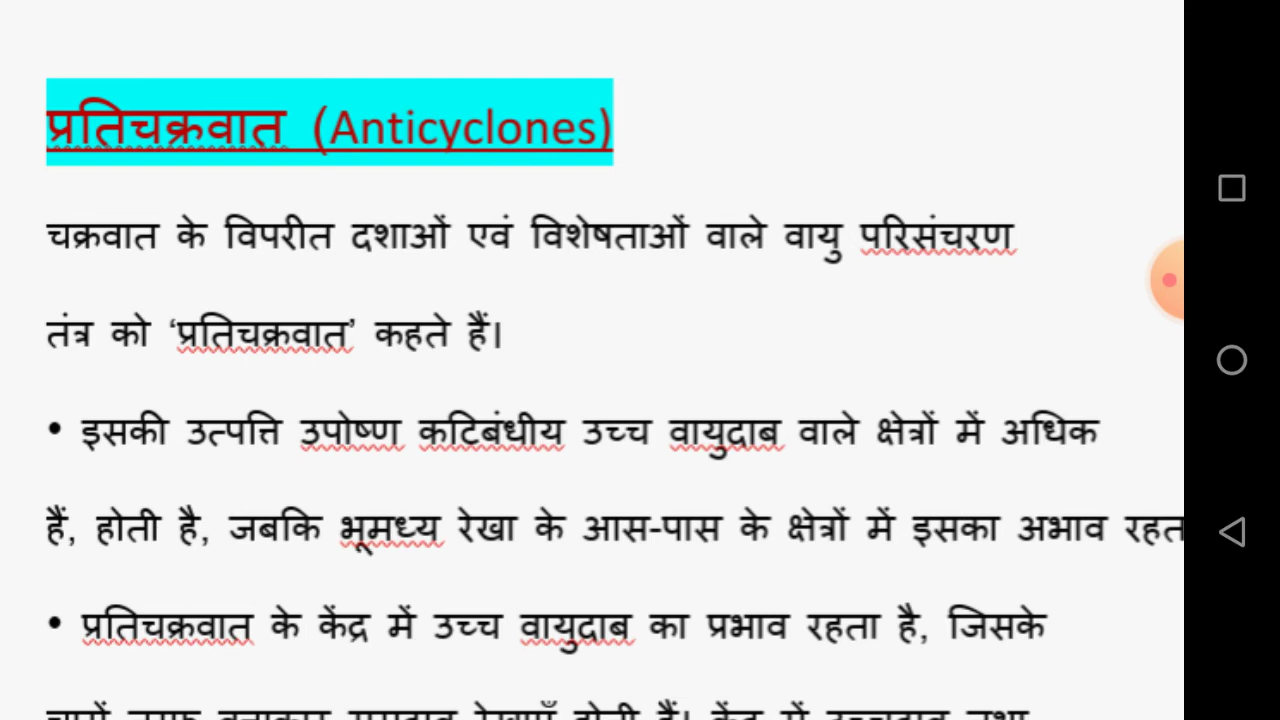 प्रतिचक्रवात (Anticyclones)
चक्रवात के विपरीत दशाओं एवं विशेषताओं वाले वायु परिसंचरण
तंत्र को ‘प्रतिचक्रवात’ कहते हैं।
• इसकी उत्पत्ति उपोष्ण कटिबंधीय उच्च वायुदाब वाले क्षेत्रों में अधिक
हैं, होती है, जबकि भूमध्य रेखा के आस-पास के क्षेत्रों में इसका अभाव रहत
• प्रतिचक्रवात के केंद्र में उच्च वायुदाब का प्रभाव रहता है, जिसके